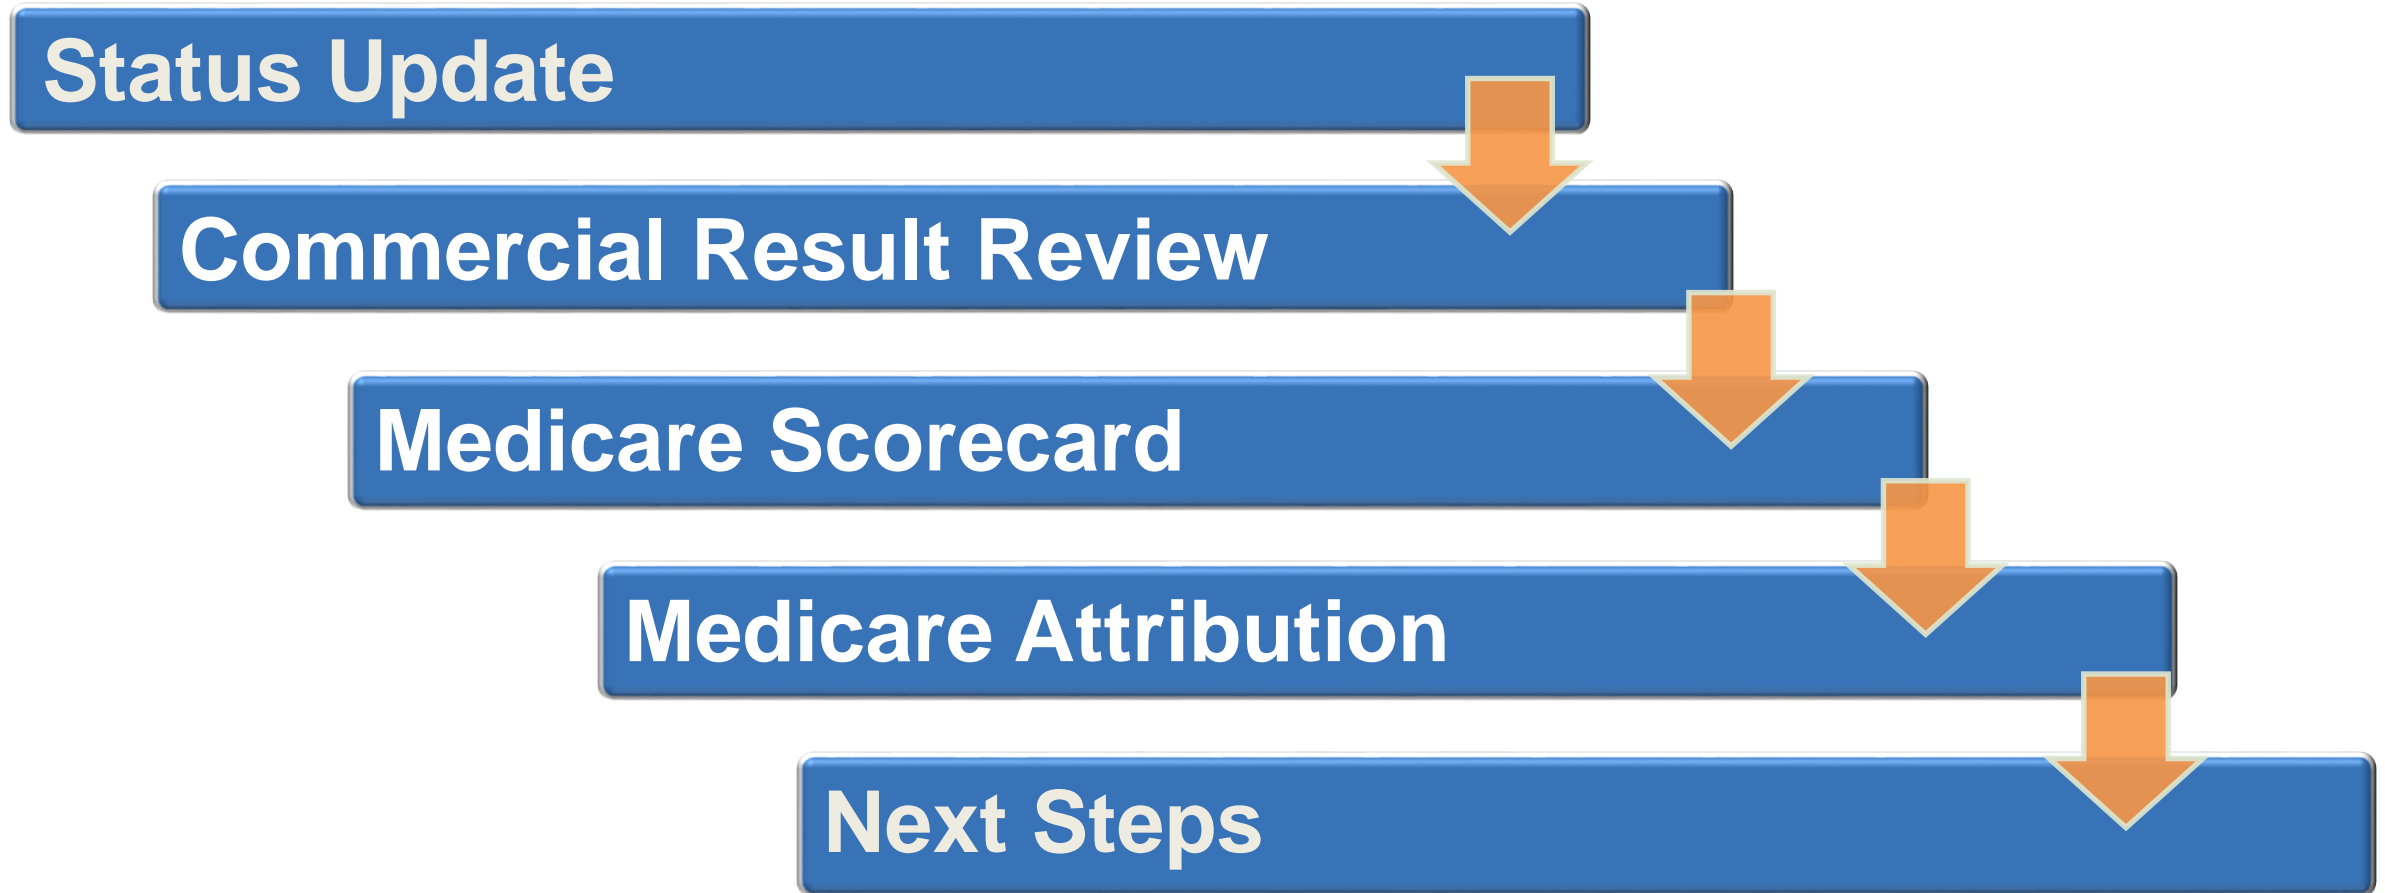 Status Update
Commercial Result Review
Medicare Scorecard
Medicare Attribution
Next Steps